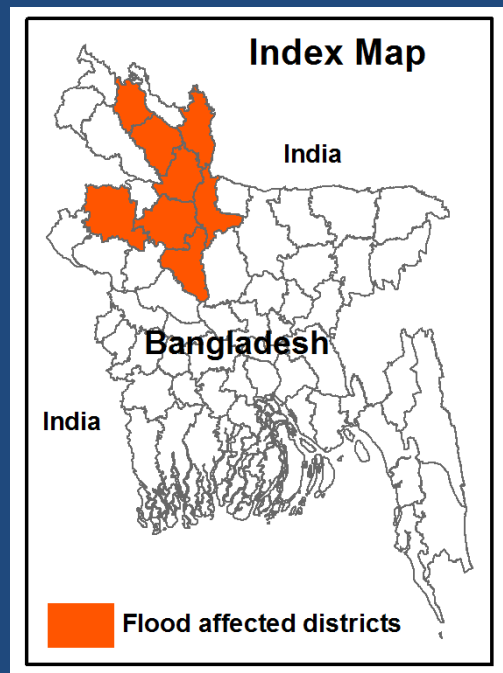 Index Map
India
Bangladesh
India
Flood affected districts